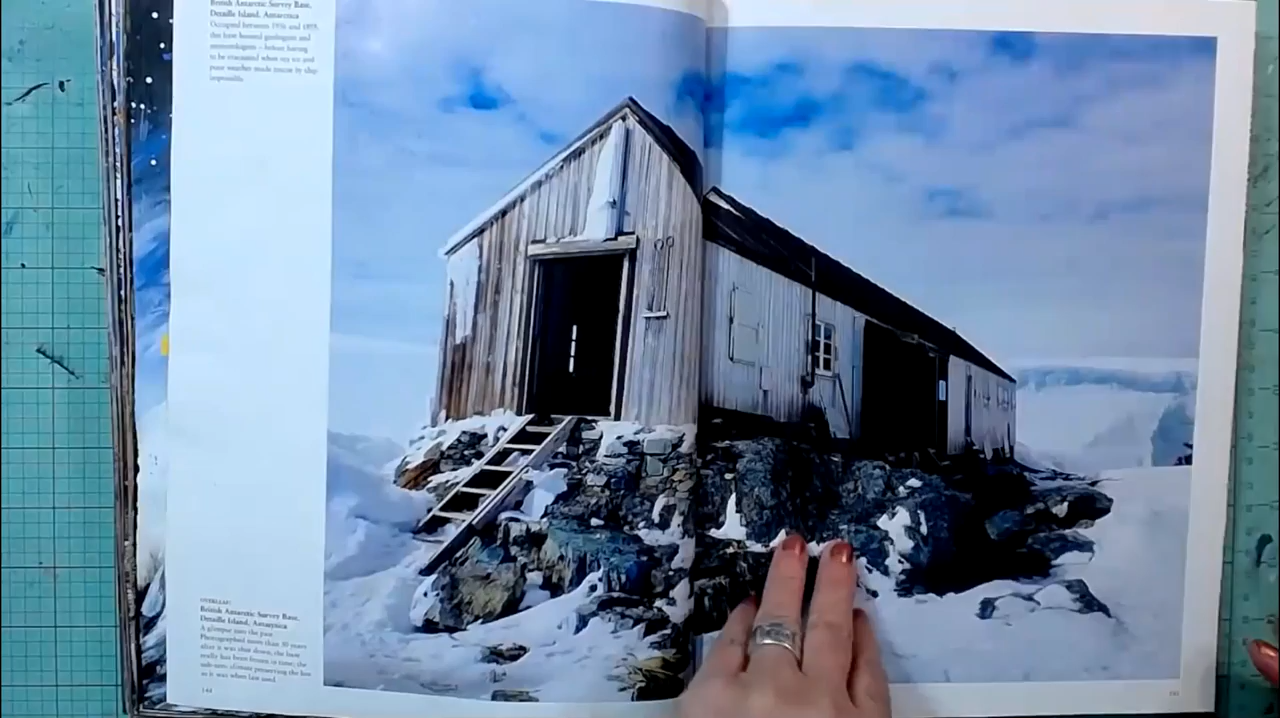 British Antarctic Survey Base,
Detaille Island, Antarctica
Occupied between 1956 and 1959,
this base housed geologists and
meteorologists – before having
to be evacuated when sea ice and
poor weather made rescue by ship
impossible.
OVERLEAF:
British Antarctic Survey Base,
Detaille Island, Antarctica
A glimpse into the past.
Photographed more than 50 years
after it was shut down, the base
really has been frozen in time, the
sub-zero climate preserving the hut
as it was when last used.